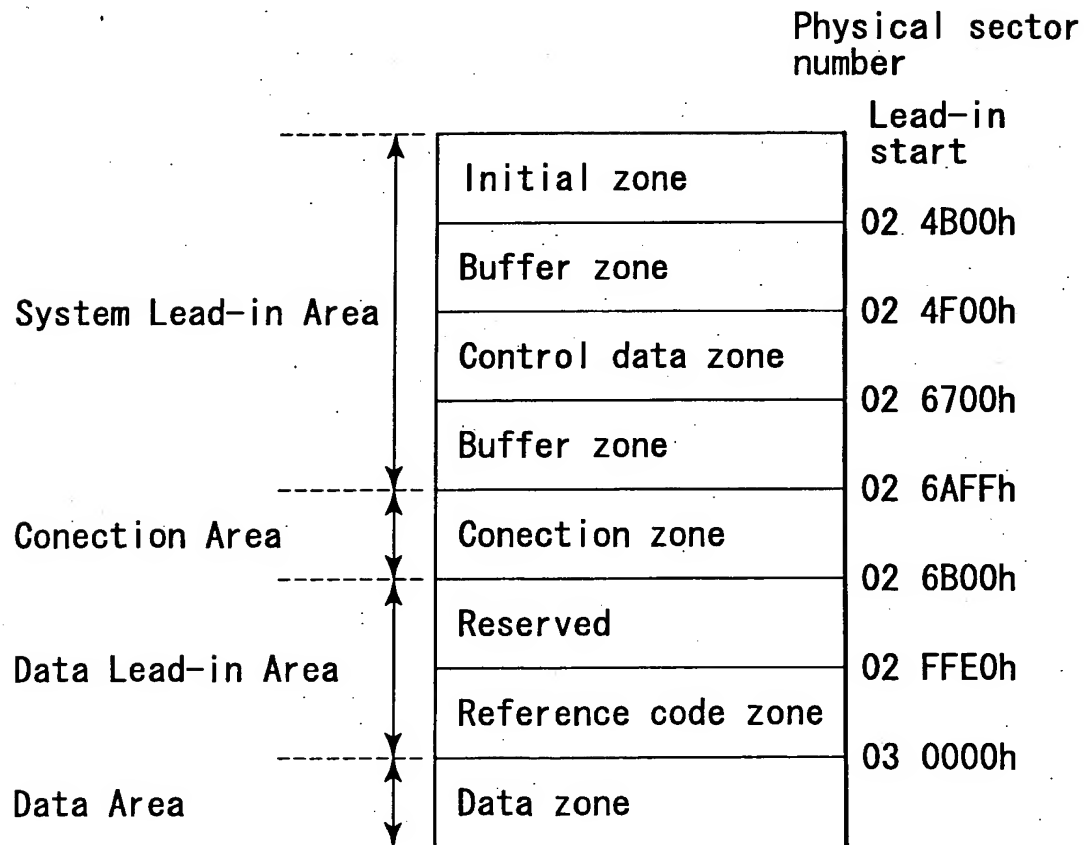 Physical sector
number
Lead-in
start
Initial zone
02 4B00h
Buffer zone
02 4F00h
System Lead-in Area
Control data zone
02 6700h
Buffer zone
02 6AFFh
Conection Area
Conection zone
02 6B00h
Reserved
Data Lead-in Area
02 FFE0h
Reference code zone
03 0000h
Data Area
Data zone